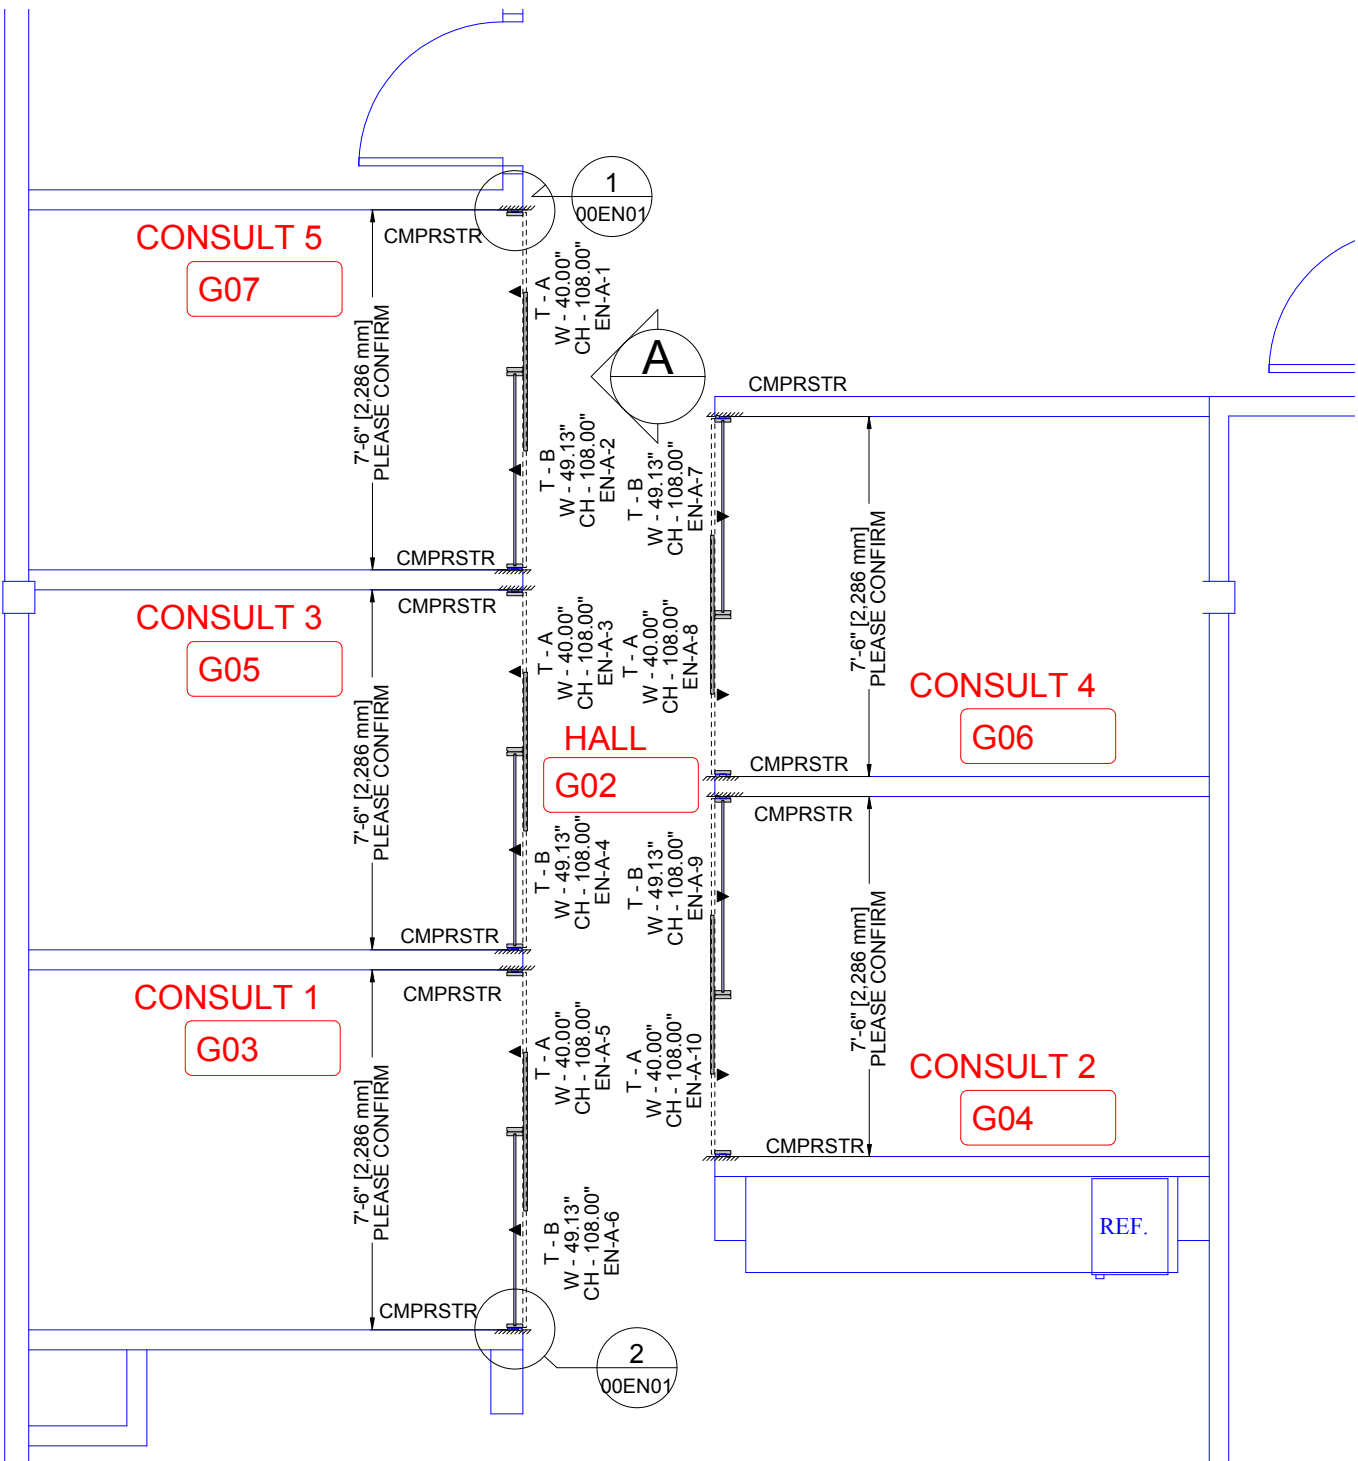 1
00EN01
CMPRSTR
CONSULT 5
G07
7'-6" [2,286 mm]
PLEASE CONFIRM
T - A
W - 40.00"
CH - 108.00"
EN-A-1
A
CMPRSTR
T - B
W - 49.13"
CH - 108.00"
EN-A-2
T - B
W - 49.13"
CH - 108.00"
EN-A-7
CMPRSTR
7'-6" [2,286 mm]
PLEASE CONFIRM
CMPRSTR
CONSULT 3
G05
7'-6" [2,286 mm]
PLEASE CONFIRM
T - A
W - 40.00"
CH - 108.00"
EN-A-3
T - A
W - 40.00"
CH - 108.00"
EN-A-8
CONSULT 4
G06
HALL
G02
CMPRSTR
CMPRSTR
T - B
W - 49.13"
CH - 108.00"
EN-A-4
T - B
W - 49.13"
CH - 108.00"
EN-A-9
CMPRSTR
7'-6" [2,286 mm]
PLEASE CONFIRM
CMPRSTR
CONSULT 1
G03
7'-6" [2,286 mm]
PLEASE CONFIRM
T - A
W - 40.00"
CH - 108.00"
EN-A-5
T - A
W - 40.00"
CH - 108.00"
EN-A-10
CONSULT 2
G04
CMPRSTR
T - B
W - 49.13"
CH - 108.00"
EN-A-6
REF.
CMPRSTR
2
00EN01